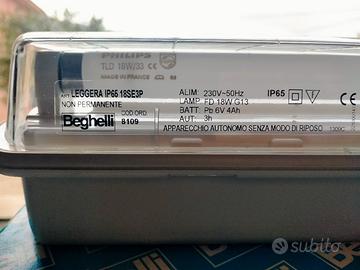 PHILIPS
TLD 18W/33
MADE IN FRANCE
ART. LEGGERA IP65 18SE3P
NON PERMANENTE
Beghelli
COD.ORD.
8109
ALIM: 230V~50Hz
LAMP: FD 18W G13
BATT: Pb 6V 4Ah
AUT: 3h
IP65
APPARECCHIO AUTONOMO SENZA MODO DI RIPOSO
subito